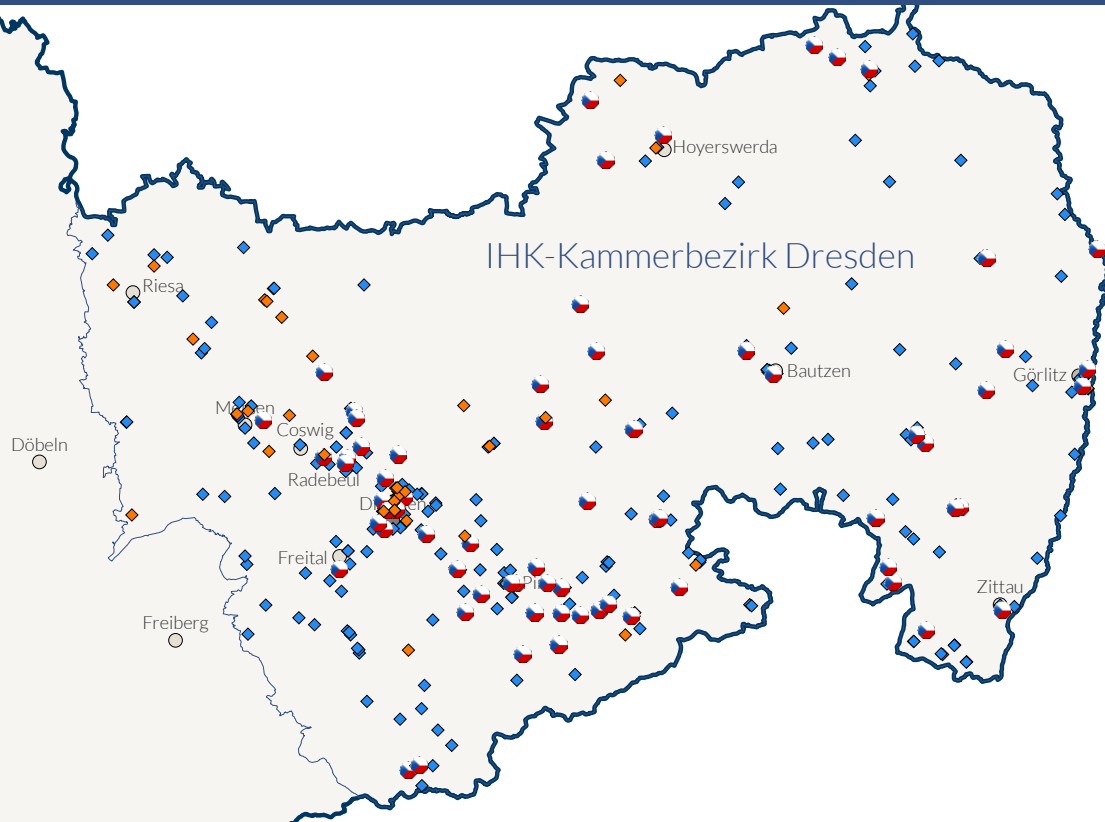 Hoyerswerda
IHK-Kammerbezirk Dresden
Riesa
Bautzen
Görlitz
Coswig
Döbeln
Radebeul
Freital
Zittau
Freiberg